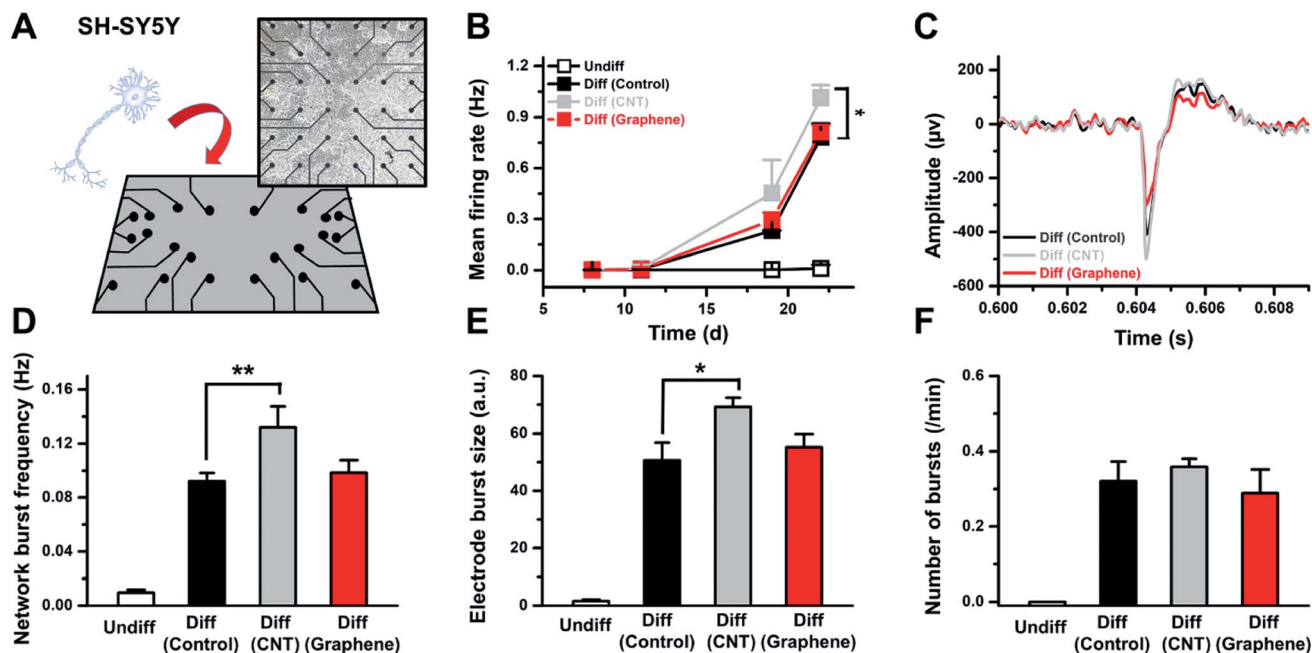 A
SH-SY5Y
B
Mean firing rate (Hz)
1.2
0.9
0.6
0.3
0.0
Undiff
Diff (Control)
Diff (CNT)
Diff (Graphene)
*
5
10
15
20
Time (d)
C
Amplitude (μv)
200
0
-200
-400
-600
Diff (Control)
Diff (CNT)
Diff (Graphene)
0.600
0.602
0.604
0.606
0.608
Time (s)
D
Network burst frequency (Hz)
0.16
0.12
0.08
0.04
0.00
**
Undiff
Diff
(Control)
Diff
(CNT)
Diff
(Graphene)
E
Electrode burst size (a.u.)
80
60
40
20
0
*
Undiff
Diff
(Control)
Diff
(CNT)
Diff
(Graphene)
F
Number of bursts (/min)
0.6
0.4
0.2
0.0
Undiff
Diff
(Control)
Diff
(CNT)
Diff
(Graphene)